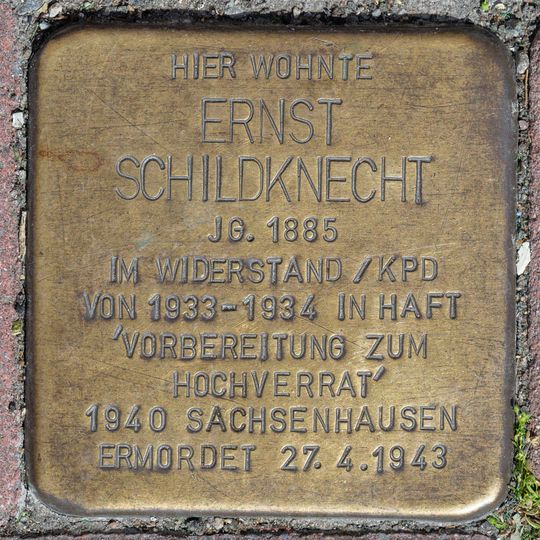 HIER WOHNTE
ERNST
SCHILDKNECHT
JG. 1885
IM WIDERSTAND / KPD
VON 1933-1934 IN HAFT
'VORBEREITUNG ZUM
HOCHVERRAT'
1940 SACHSENHAUSEN
ERMORDET 27. 4. 1943